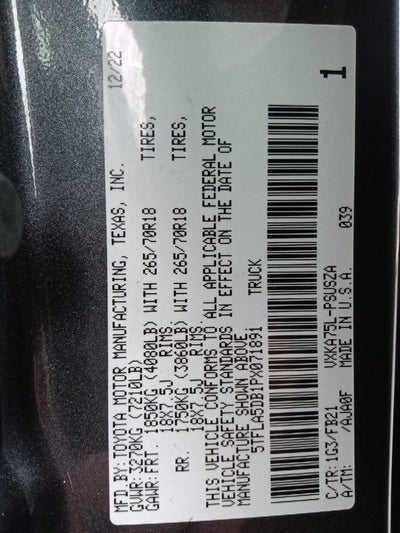 MFD.BY: TOYOTA MOTOR MANUFACTURING, TEXAS, INC. 12/22
GVWR: 3270KG (7210LB)
GAWR: FRT. 1850KG (4080LB) WITH 265/70R18 TIRES,
18X7.5J RIMS,
RR. 1750KG (3860LB) WITH 265/70R18 TIRES,
18X7.5J RIMS
THIS VEHICLE CONFORMS TO ALL APPLICABLE FEDERAL MOTOR
VEHICLE SAFETY STANDARDS IN EFFECT ON THE DATE OF
MANUFACTURE SHOWN ABOVE.
5TFLA5DB1PX071891 TRUCK
C/TR: 1G3/FB21 VXKA75L-PSUSZA
A/TM: /AJA0F MADE IN U.S.A.
039
1